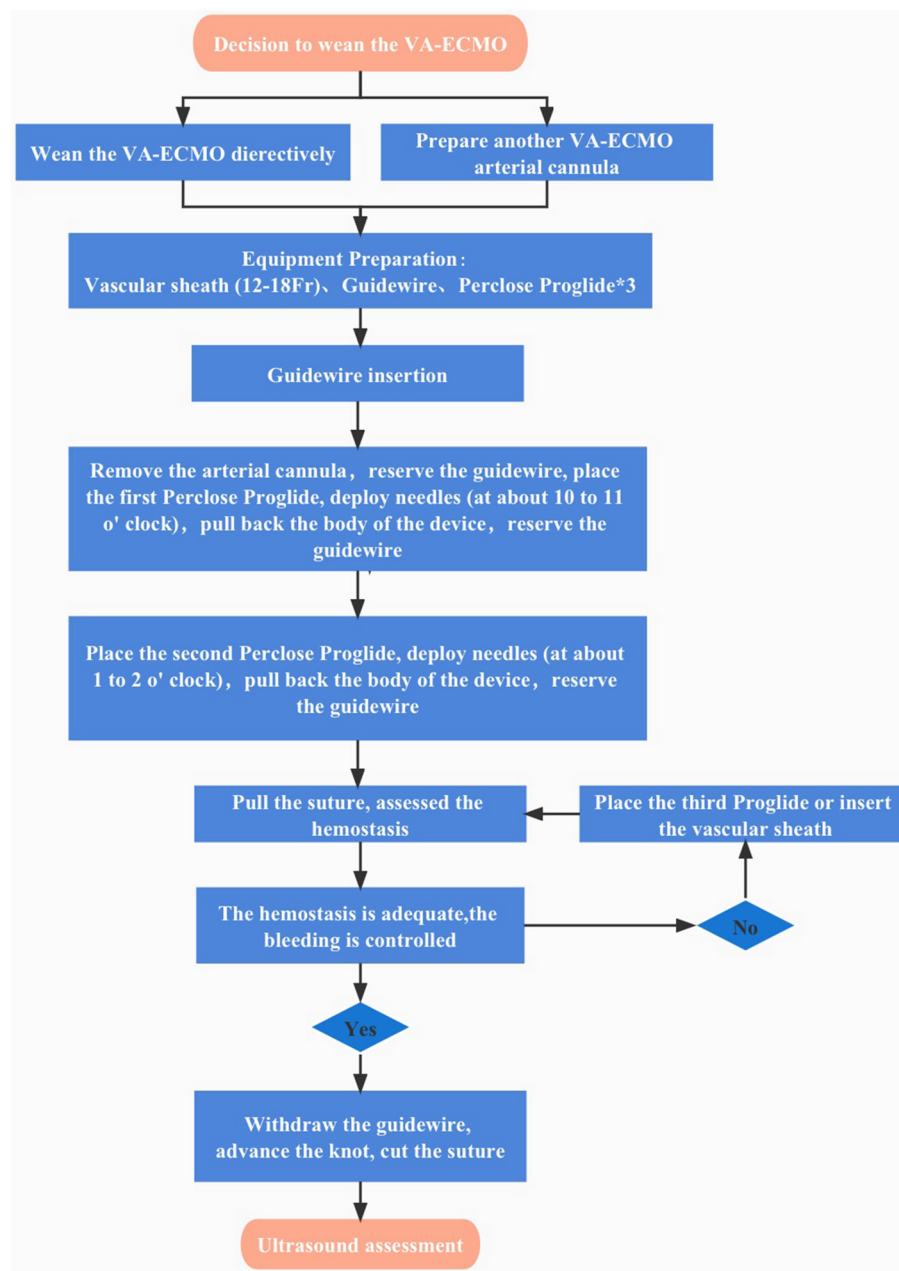 Decision to wean the VA-ECMO
Wean the VA-ECMO dierectively
Prepare another VA-ECMO
arterial cannula
Equipment Preparation：
Vascular sheath (12-18Fr)、Guidewire、Perclose Proglide*3
Guidewire insertion
Remove the arterial cannula，reserve the guidewire, place
the first Perclose Proglide, deploy needles (at about 10 to 11
o' clock)，pull back the body of the device，reserve the
guidewire
Place the second Perclose Proglide, deploy needles (at about
1 to 2 o' clock)，pull back the body of the device，reserve
the guidewire
Pull the suture, assessed the
hemostasis
Place the third Proglide or insert
the vascular sheath
The hemostasis is adequate,the
bleeding is controlled
No
Yes
Withdraw the guidewire,
advance the knot, cut the suture
Ultrasound assessment